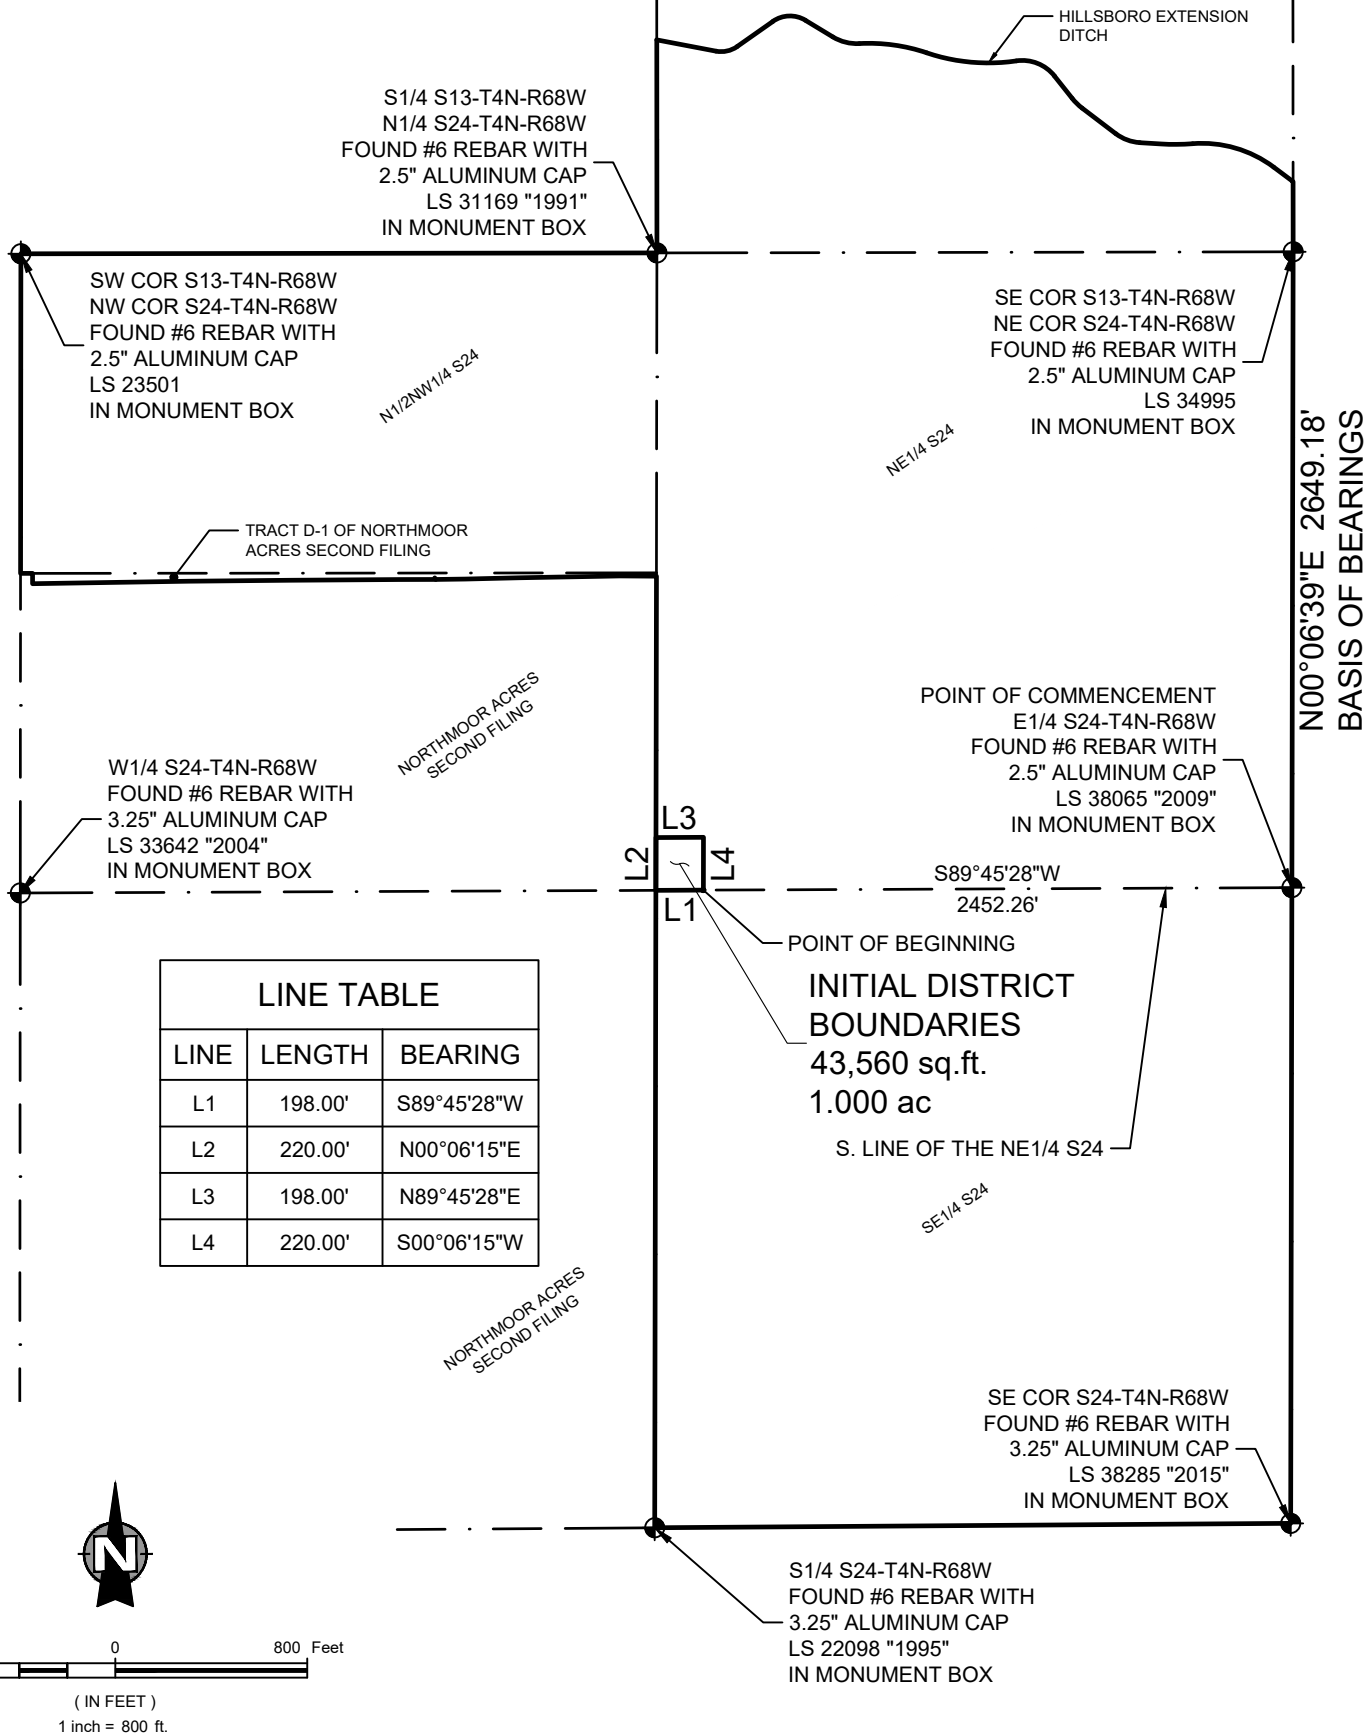 HILLSBORO EXTENSION
DITCH
S1/4 S13-T4N-R68W
N1/4 S24-T4N-R68W
FOUND #6 REBAR WITH
2.5" ALUMINUM CAP
LS 31169 "1991"
IN MONUMENT BOX
SW COR S13-T4N-R68W
NW COR S24-T4N-R68W
FOUND #6 REBAR WITH
2.5" ALUMINUM CAP
LS 23501
IN MONUMENT BOX
SE COR S13-T4N-R68W
NE COR S24-T4N-R68W
FOUND #6 REBAR WITH
2.5" ALUMINUM CAP
LS 34995
IN MONUMENT BOX
N1/2NW1/4 S24
NE1/4 S24
N00°06'39"E 2649.18'
BASIS OF BEARINGS
TRACT D-1 OF NORTHMOOR
ACRES SECOND FILING
NORTHMOOR ACRES
SECOND FILING
POINT OF COMMENCEMENT
E1/4 S24-T4N-R68W
FOUND #6 REBAR WITH
2.5" ALUMINUM CAP
LS 38065 "2009"
IN MONUMENT BOX
W1/4 S24-T4N-R68W
FOUND #6 REBAR WITH
3.25" ALUMINUM CAP
LS 33642 "2004"
IN MONUMENT BOX
L3
L2
L4
L1
S89°45'28"W
2452.26'
POINT OF BEGINNING
INITIAL DISTRICT
BOUNDARIES
43,560 sq.ft.
1.000 ac
S. LINE OF THE NE1/4 S24
LINE TABLE
LINE LENGTH BEARING
L1 198.00' S89°45'28"W
L2 220.00' N00°06'15"E
L3 198.00' N89°45'28"E
L4 220.00' S00°06'15"W
SE1/4 S24
NORTHMOOR ACRES
SECOND FILING
SE COR S24-T4N-R68W
FOUND #6 REBAR WITH
3.25" ALUMINUM CAP
LS 38285 "2015"
IN MONUMENT BOX
N
S1/4 S24-T4N-R68W
FOUND #6 REBAR WITH
3.25" ALUMINUM CAP
LS 22098 "1995"
IN MONUMENT BOX
0 800 Feet
( IN FEET )
1 inch = 800 ft.